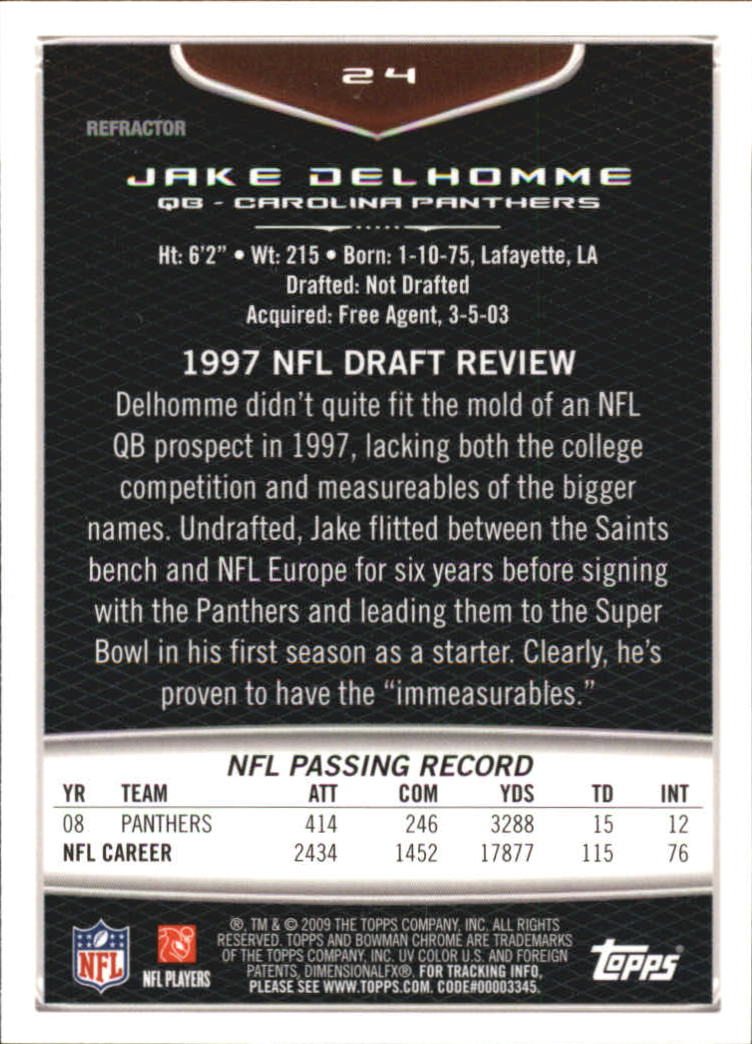 24
REFRACTOR
JAKE DELHOMME
QB - CAROLINA PANTHERS
Ht: 6'2" • Wt: 215 • Born: 1-10-75, Lafayette, LA
Drafted: Not Drafted
Acquired: Free Agent, 3-5-03
1997 NFL DRAFT REVIEW
Delhomme didn't quite fit the mold of an NFL
QB prospect in 1997, lacking both the college
competition and measureables of the bigger
names. Undrafted, Jake flitted between the Saints
bench and NFL Europe for six years before signing
with the Panthers and leading them to the Super
Bowl in his first season as a starter. Clearly, he's
proven to have the "immeasurables."
NFL PASSING RECORD
YR TEAM ATT COM YDS TD INT
08 PANTHERS 414 246 3288 15 12
NFL CAREER 2434 1452 17877 115 76
®, TM & © 2009 THE TOPPS COMPANY, INC. ALL RIGHTS
RESERVED. TOPPS AND BOWMAN CHROME ARE TRADEMARKS
OF THE TOPPS COMPANY, INC. UV COLOR U.S. AND FOREIGN
PATENTS, DIMENSIONALFX®. FOR TRACKING INFO,
PLEASE SEE WWW.TOPPS.COM. CODE#00003345.
NFL
NFL PLAYERS
Topps®